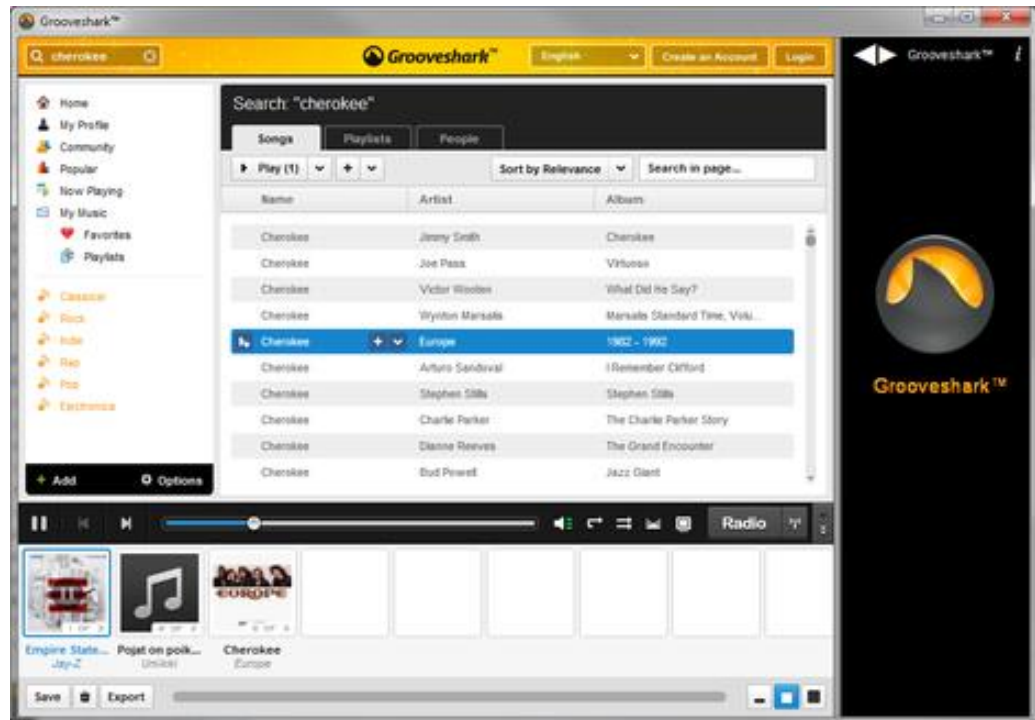 Grooveshark™
cherokee
Grooveshark™
English
Create an Account
Login
Grooveshark™
i
Home
My Profile
Community
Popular
Now Playing
My Music
Favorites
Playlists
Classical
Rock
Indie
Rap
Pop
Electronica
+ Add
Options
Search: "cherokee"
Songs Playlists People
Play (1) + Sort by Relevance Search in page...
Name Artist Album
Cherokee Jimmy Smith Cherokee
Cherokee Joe Pass Virtuoso
Cherokee Victor Wooten What Did He Say?
Cherokee Wynton Marsalis Marsalis Standard Time, Volu...
Cherokee + Europe 1982 - 1992
Cherokee Arturo Sandoval I Remember Clifford
Cherokee Stephen Stills Stephen Stills
Cherokee Charlie Parker The Charlie Parker Story
Cherokee Dianne Reeves The Grand Encounter
Cherokee Bud Powell Jazz Giant
Grooveshark™
Radio
EUROPE
Empire State... Pojat on poik... Cherokee
Jay-Z Europe
Save Export